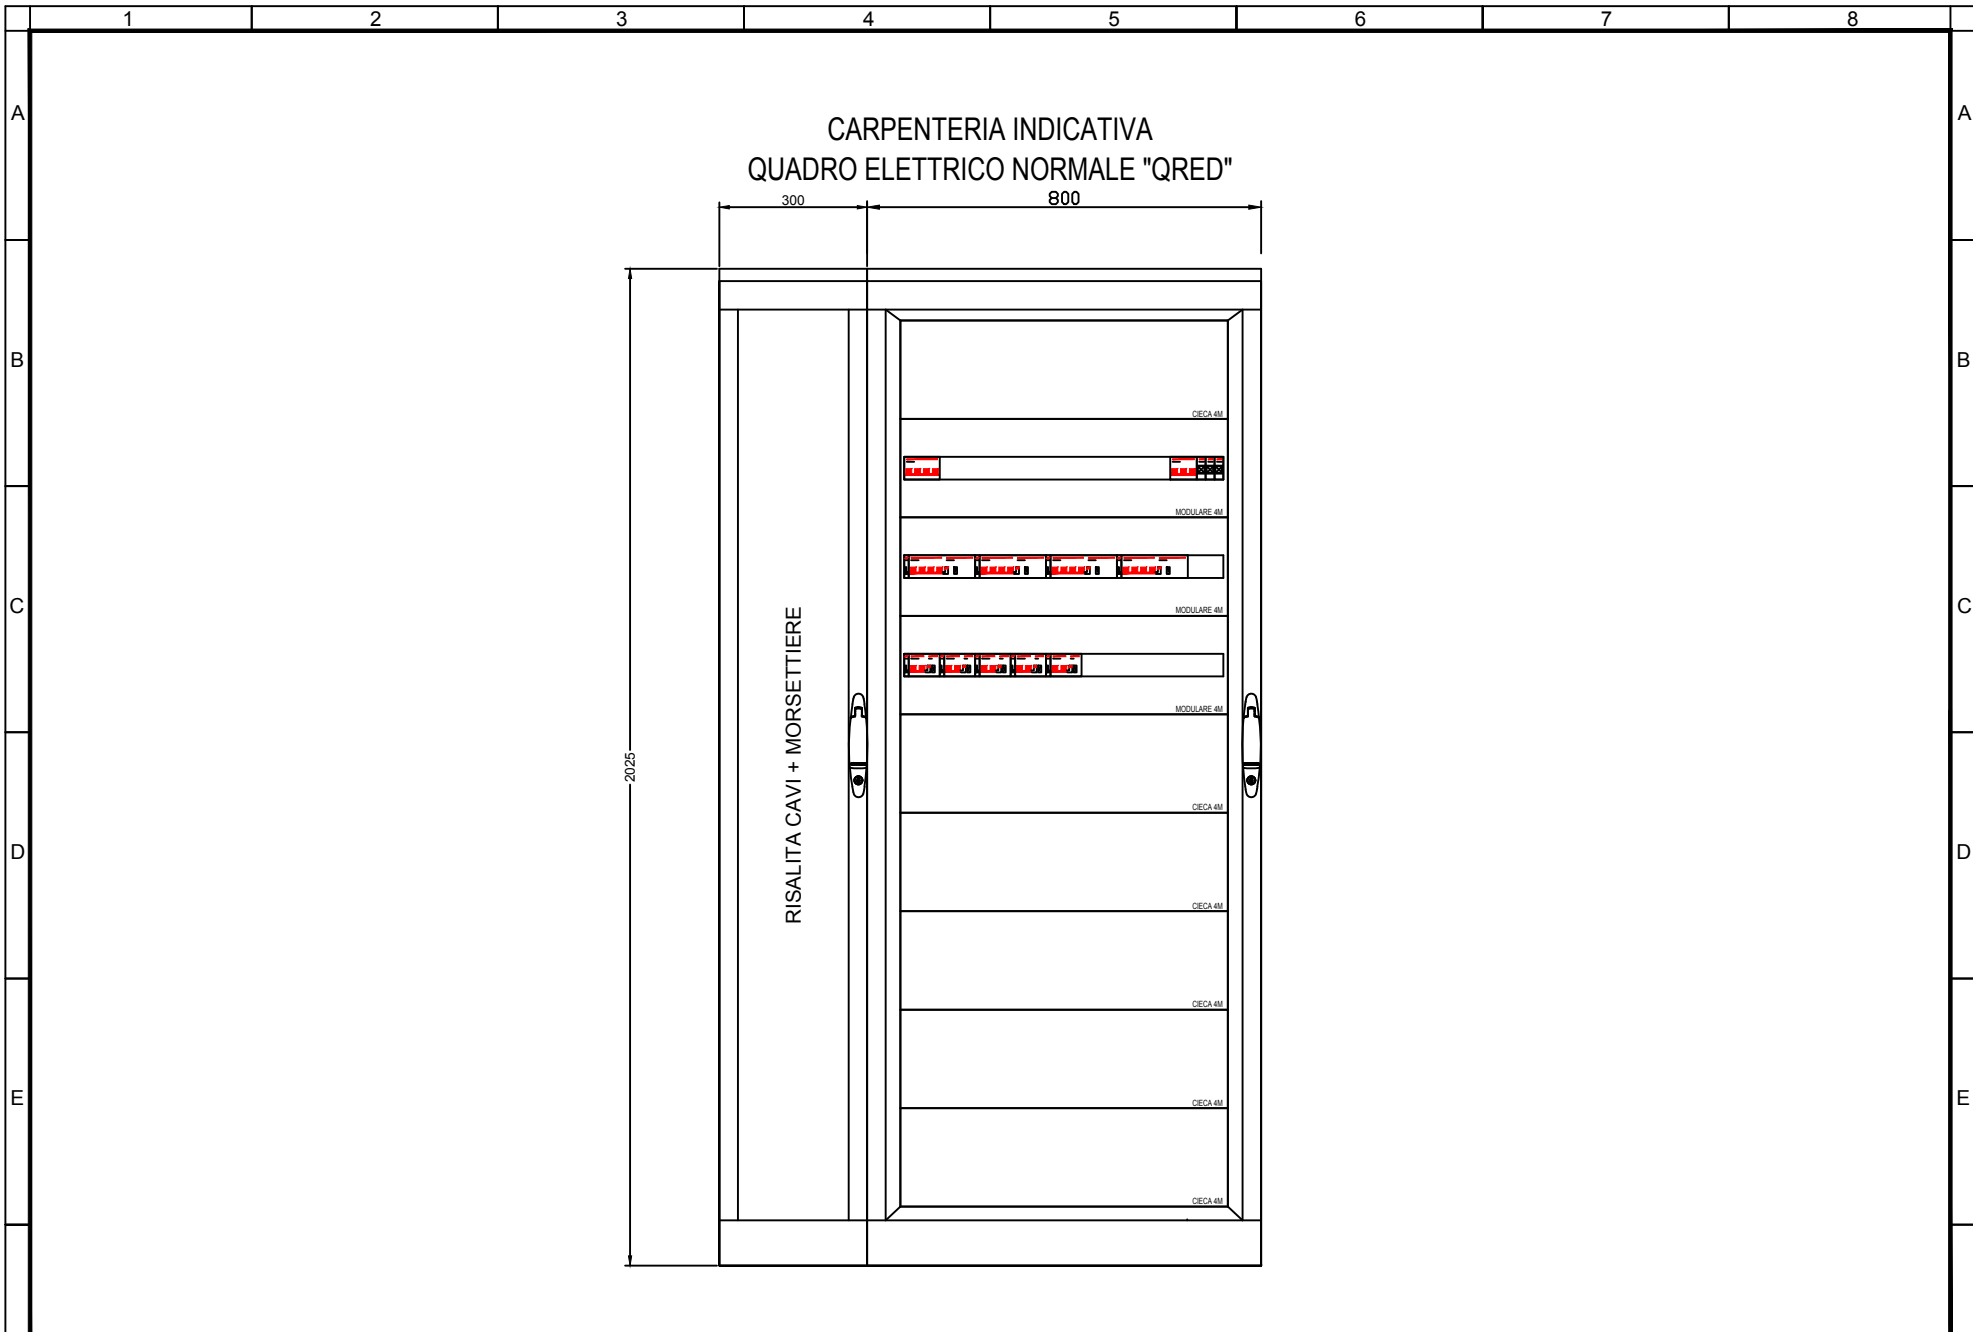 1 2 3 4 5 6 7 8
A A
CARPENTERIA INDICATIVA
QUADRO ELETTRICO NORMALE "QRED"
300 800
B B
CIECA 4M
MODULARE 4M
C C
MODULARE 4M
RISALITA CAVI + MORSETTIERE
MODULARE 4M
2025
CIECA 4M
D D
CIECA 4M
CIECA 4M
E E
CIECA 4M
CIECA 4M